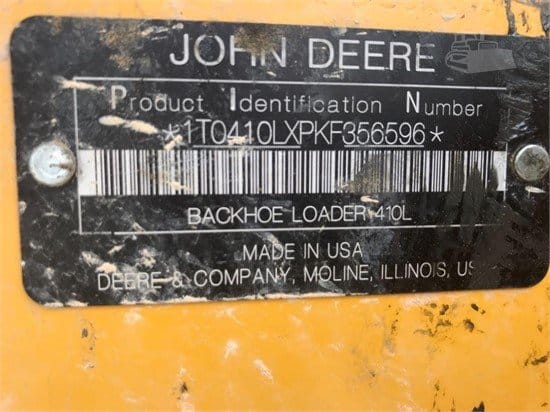 JOHN DEERE
Product Identification Number
*1T0410LXPKF356596*
BACKHOE LOADER 410L
MADE IN USA
DEERE & COMPANY, MOLINE, ILLINOIS, US